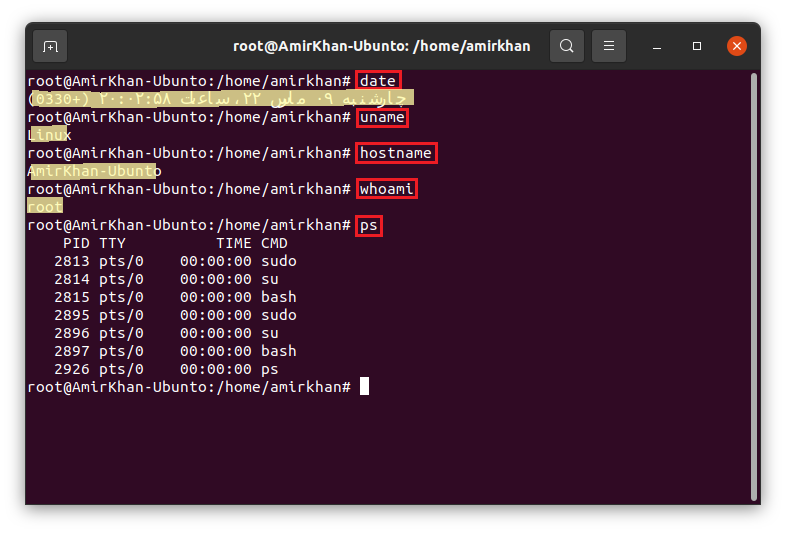 root@AmirKhan-Ubunto: /home/amirkhan
root@AmirKhan-Ubunto:/home/amirkhan# date
چارشنبه ۰۹ مارس ۲۲، ساعت ۲۰:۰۲:۵۸ (+0330)
root@AmirKhan-Ubunto:/home/amirkhan# uname
Linux
root@AmirKhan-Ubunto:/home/amirkhan# hostname
AmirKhan-Ubunto
root@AmirKhan-Ubunto:/home/amirkhan# whoami
root
root@AmirKhan-Ubunto:/home/amirkhan# ps
    PID TTY          TIME CMD
   2813 pts/0    00:00:00 sudo
   2814 pts/0    00:00:00 su
   2815 pts/0    00:00:00 bash
   2895 pts/0    00:00:00 sudo
   2896 pts/0    00:00:00 su
   2897 pts/0    00:00:00 bash
   2926 pts/0    00:00:00 ps
root@AmirKhan-Ubunto:/home/amirkhan#